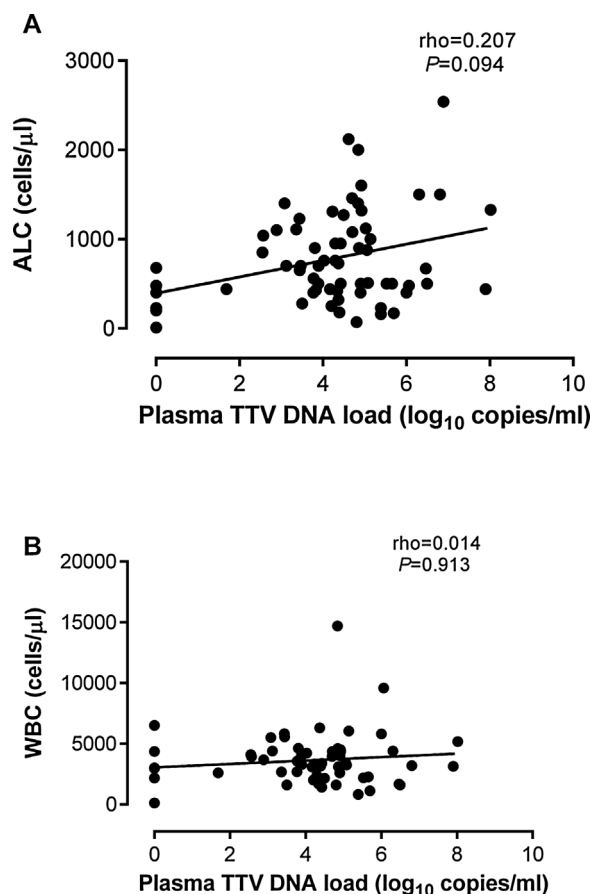 A
rho=0.207
P=0.094
3000
2000
1000
0
ALC (cells/μl)
0 2 4 6 8 10
Plasma TTV DNA load (log10 copies/ml)
B
rho=0.014
P=0.913
20000
15000
10000
5000
0
WBC (cells/μl)
0 2 4 6 8 10
Plasma TTV DNA load (log10 copies/ml)